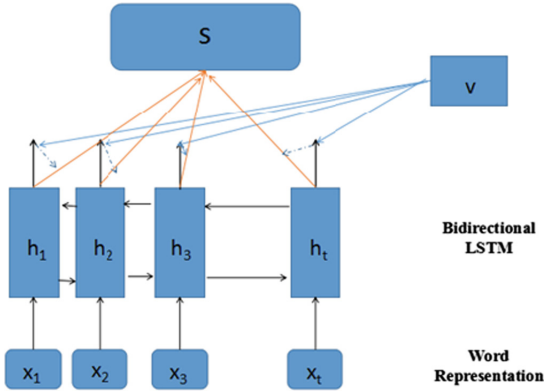 S
v
h₁ h₂ h₃ hₜ
Bidirectional
LSTM
x₁ x₂ x₃ xₜ
Word
Representation